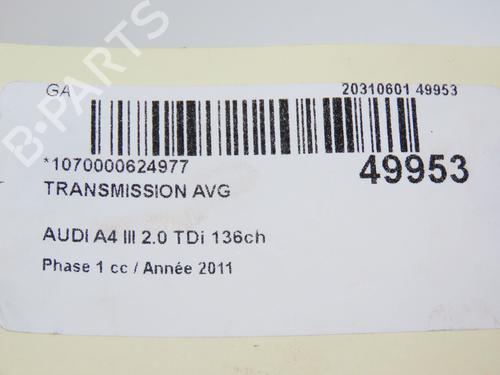 GA
20310601 49953
*1070000624977
49953
TRANSMISSION AVG
AUDI A4 III 2.0 TDi 136ch
Phase 1 cc / Année 2011
B-PARTS